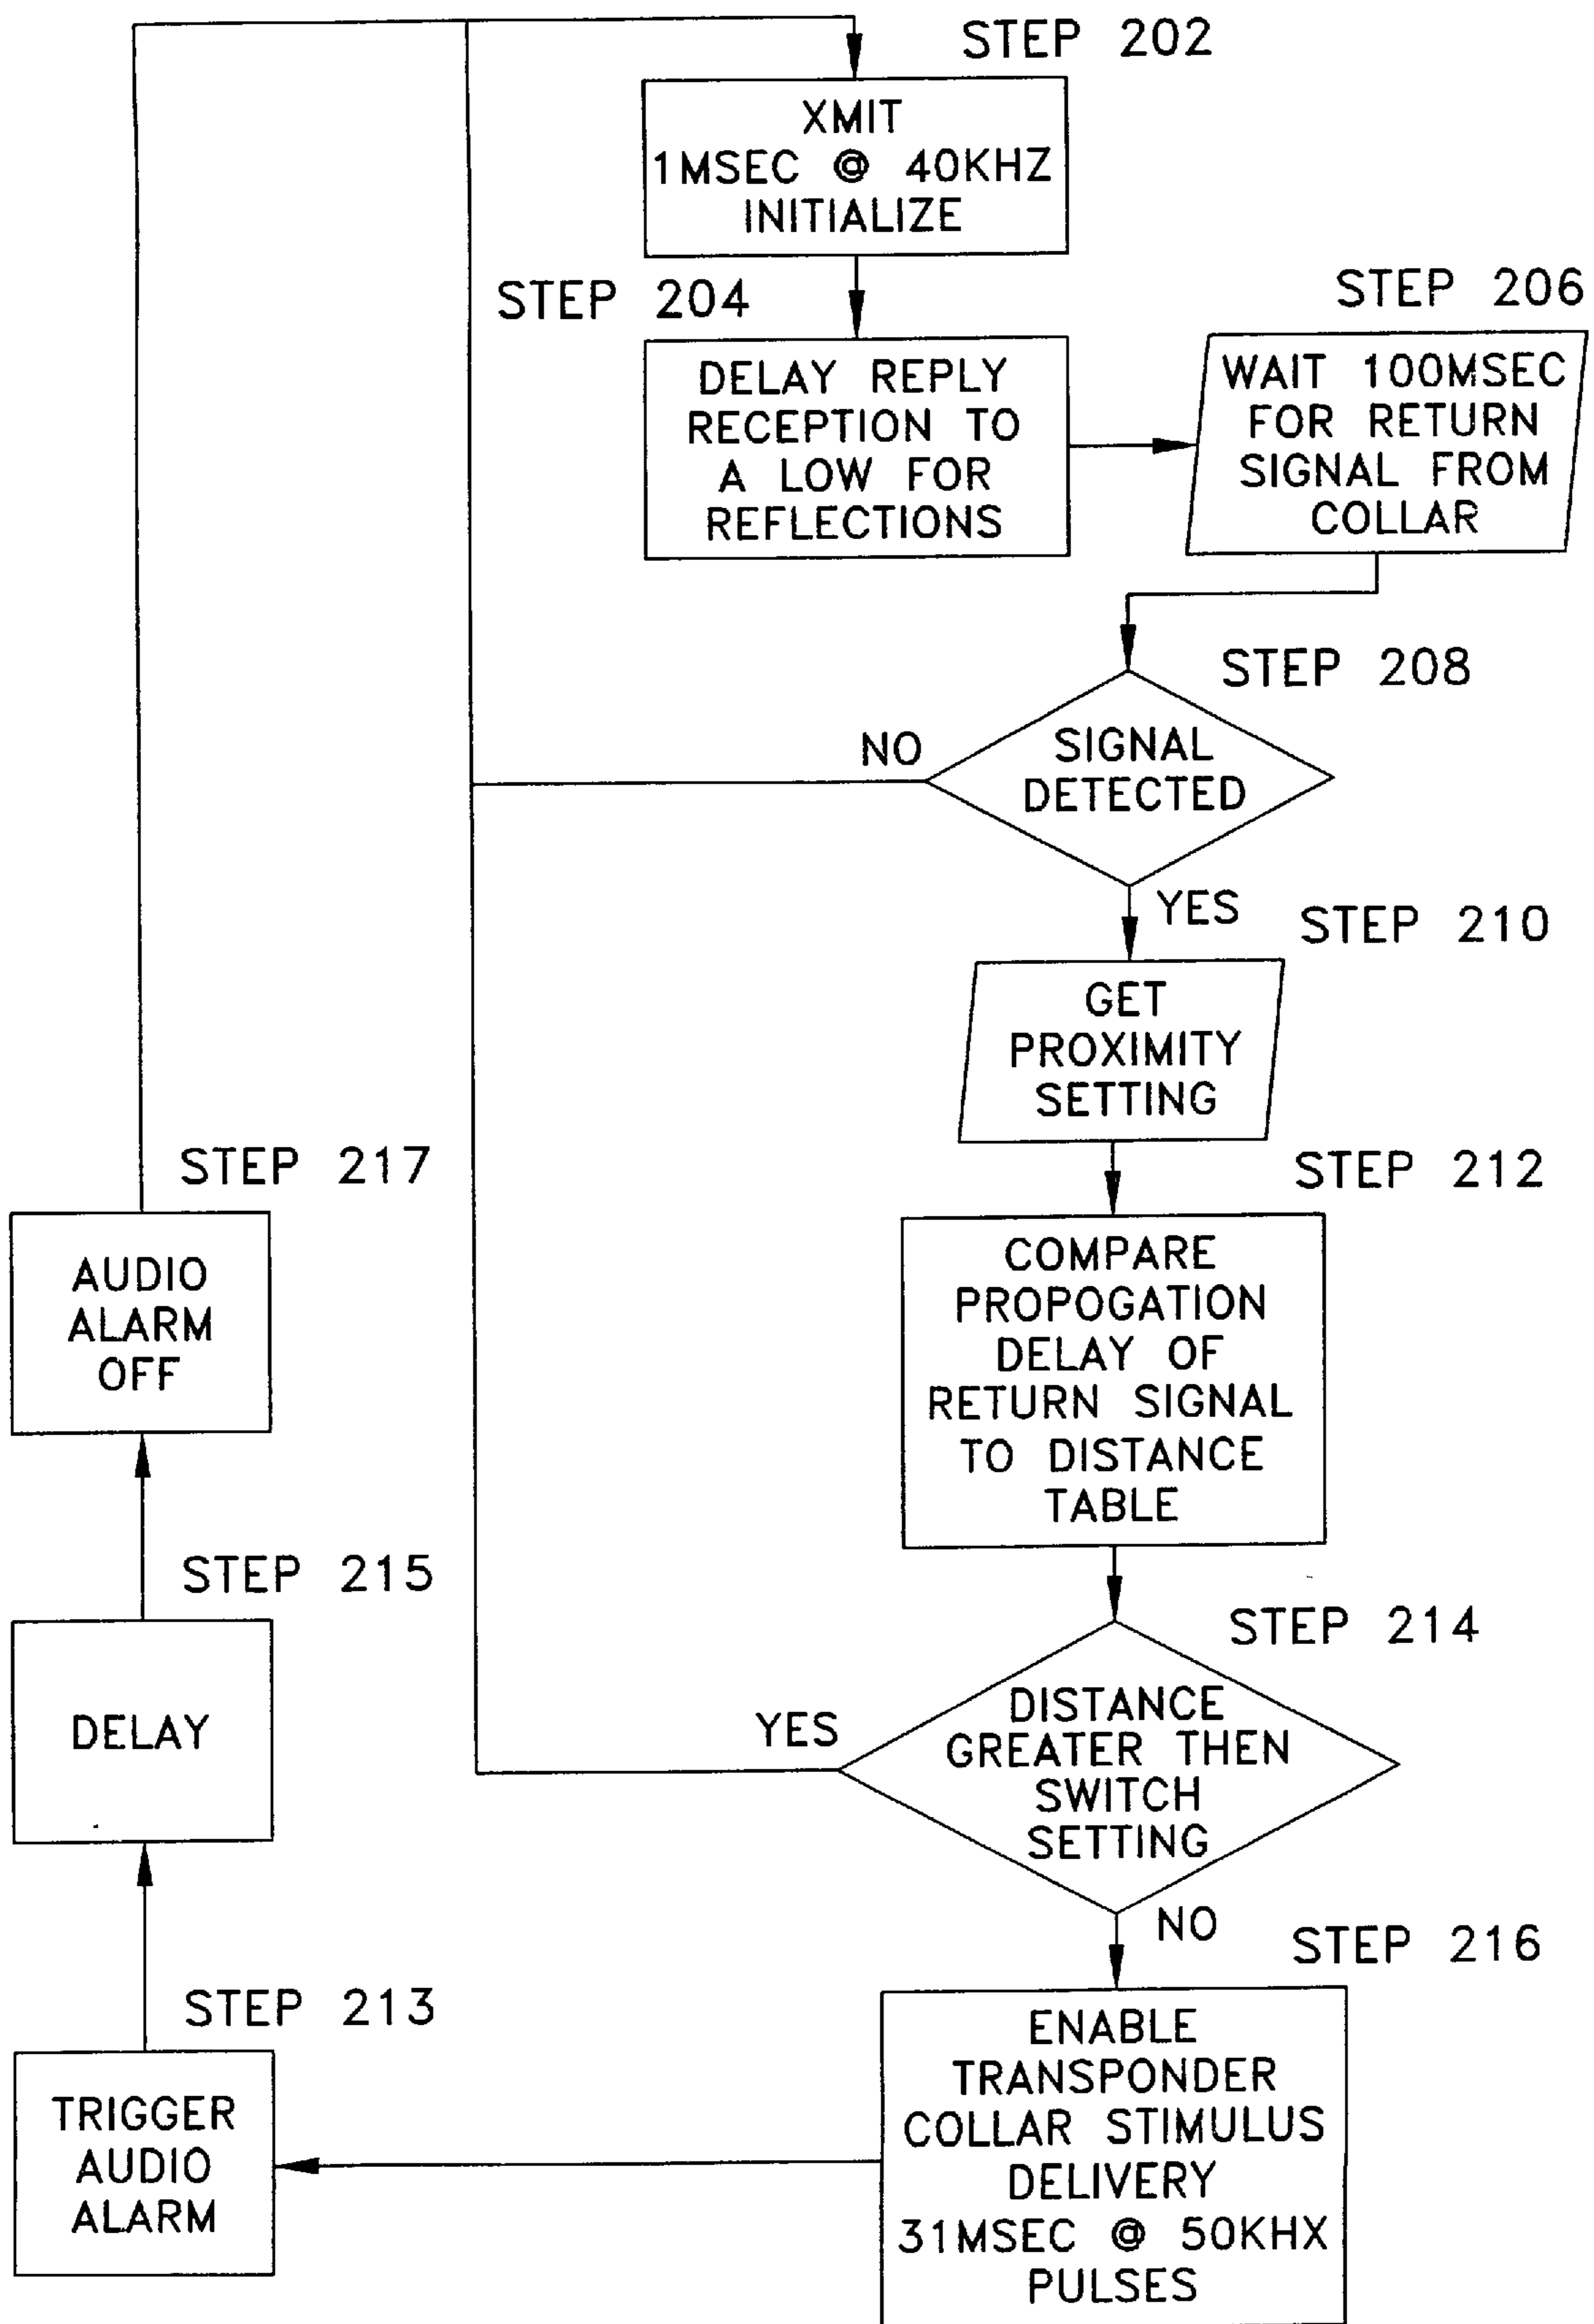 STEP 202
XMIT
1MSEC @ 40KHZ
INITIALIZE
STEP 204
DELAY REPLY
RECEPTION TO
A LOW FOR
REFLECTIONS
STEP 206
WAIT 100MSEC
FOR RETURN
SIGNAL FROM
COLLAR
STEP 208
SIGNAL
DETECTED
NO
YES
STEP 210
GET
PROXIMITY
SETTING
STEP 212
COMPARE
PROPOGATION
DELAY OF
RETURN SIGNAL
TO DISTANCE
TABLE
STEP 214
DISTANCE
GREATER THEN
SWITCH
SETTING
YES
NO
STEP 216
ENABLE
TRANSPONDER
COLLAR STIMULUS
DELIVERY
31MSEC @ 50KHX
PULSES
STEP 213
TRIGGER
AUDIO
ALARM
STEP 215
DELAY
STEP 217
AUDIO
ALARM
OFF